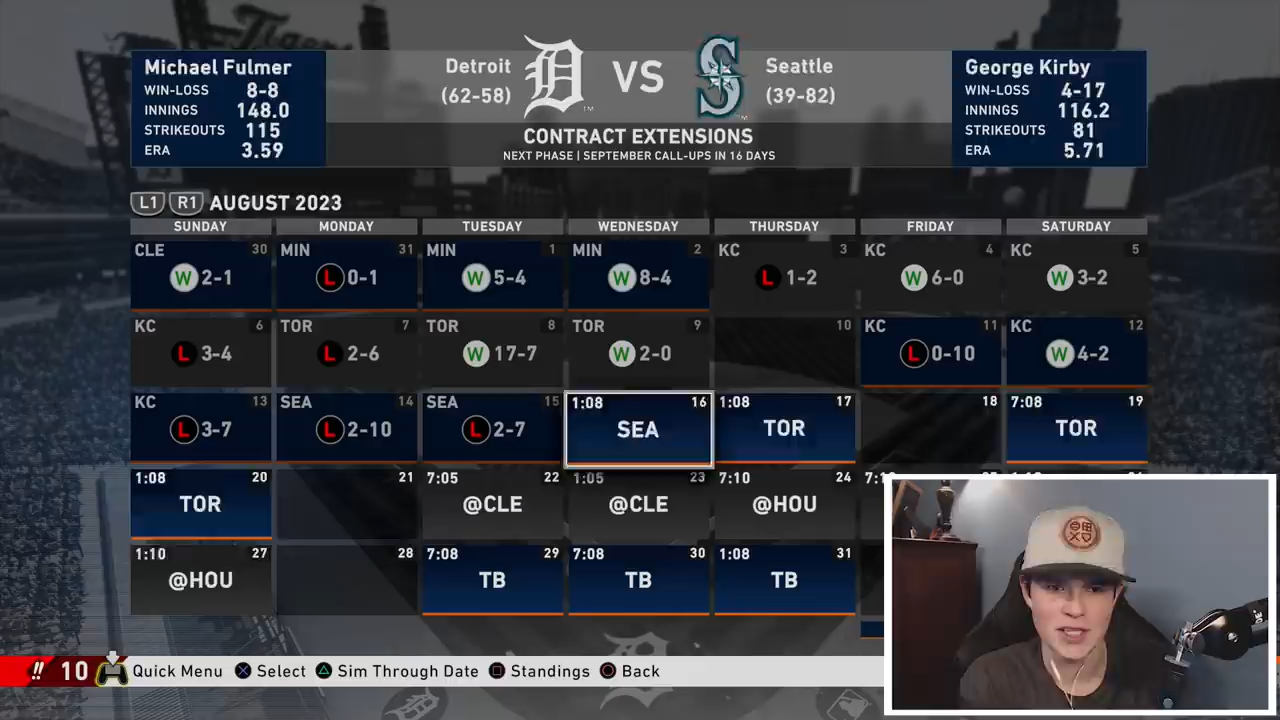 Tigers
Michael Fulmer
WIN-LOSS 8-8
INNINGS 148.0
STRIKEOUTS 115
ERA 3.59
Detroit
(62-58)
VS
Seattle
(39-82)
CONTRACT EXTENSIONS
NEXT PHASE | SEPTEMBER CALL-UPS IN 16 DAYS
George Kirby
WIN-LOSS 4-17
INNINGS 116.2
STRIKEOUTS 81
ERA 5.71
L1 R1 AUGUST 2023
SUNDAY MONDAY TUESDAY WEDNESDAY THURSDAY FRIDAY SATURDAY
CLE 30 MIN 31 MIN 1 MIN 2 KC 3 KC 4 KC 5
W 2-1 L 0-1 W 5-4 W 8-4 L 1-2 W 6-0 W 3-2
KC 6 TOR 7 TOR 8 TOR 9 10 KC 11 KC 12
L 3-4 L 2-6 W 17-7 W 2-0 L 0-10 W 4-2
KC 13 SEA 14 SEA 15 1:08 16 1:08 17 18 7:08 19
L 3-7 L 2-10 L 2-7 SEA TOR TOR
1:08 20 21 7:05 22 1:05 23 7:10 24
TOR @CLE @CLE @HOU
1:10 27 28 7:08 29 7:08 30 1:08 31
@HOU TB TB TB
!! 10 Quick Menu Select Sim Through Date Standings Back